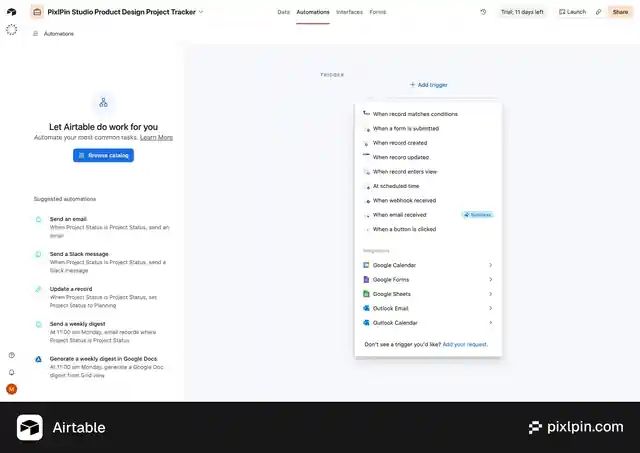 PixlPin Studio Product Design Project Tracker
Data
Automations
Interfaces
Forms
Trial: 11 days left
Launch
Share
Automations
Let Airtable do work for you
Automate your most common tasks. Learn More
Browse catalog
Suggested automations
Send an email
When Project Status is Project Status, send an
email
Send a Slack message
When Project Status is Project Status, send a
Slack message
Update a record
When Project Status is Project Status, set
Project Status to Planning
Send a weekly digest
At 11:00 am Monday, email records where
Project Status is Project Status
Generate a weekly digest in Google Docs
At 11:00 am Monday, generate a Google Doc
digest from Grid view
M
TRIGGER
+ Add trigger
When record matches conditions
When a form is submitted
When record created
When record updated
When record enters view
At scheduled time
When webhook received
When email received
Business
When a button is clicked
Integrations
Google Calendar
Google Forms
Google Sheets
Outlook Email
Outlook Calendar
Don't see a trigger you'd like? Add your request.
Airtable
pixlpin.com